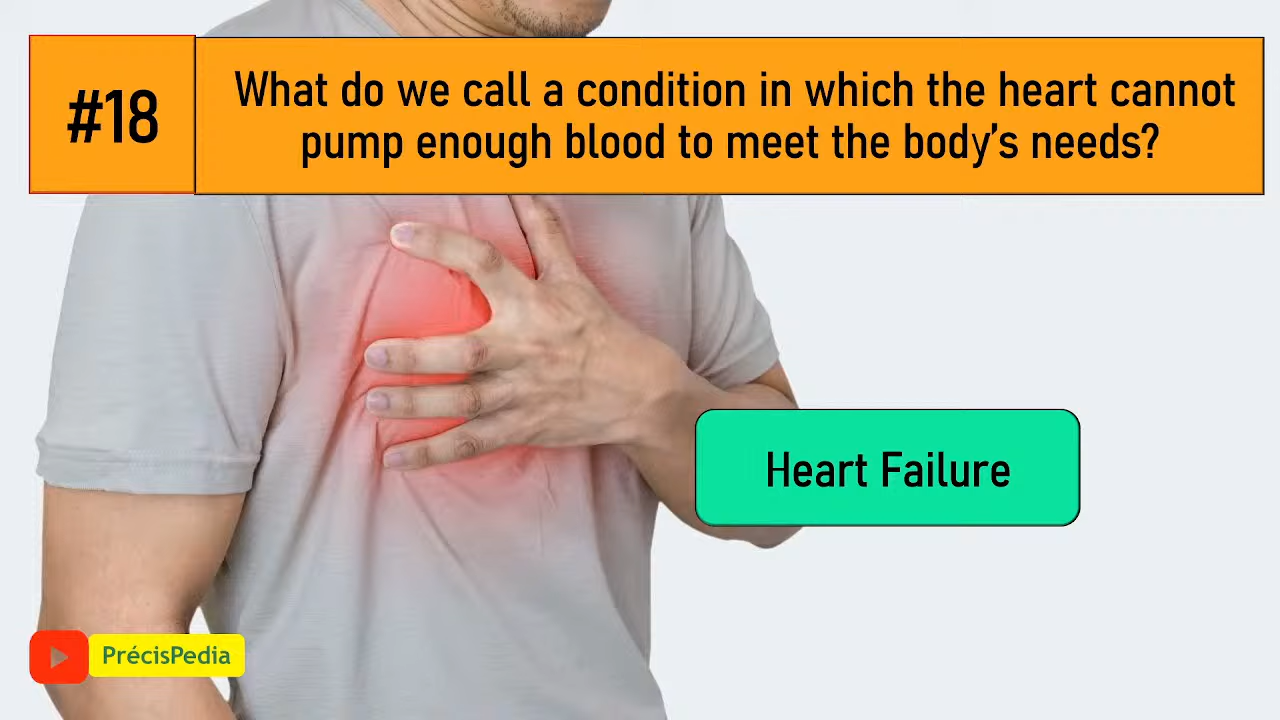 #18
What do we call a condition in which the heart cannot
pump enough blood to meet the body's needs?
Heart Failure
PrécisPedia